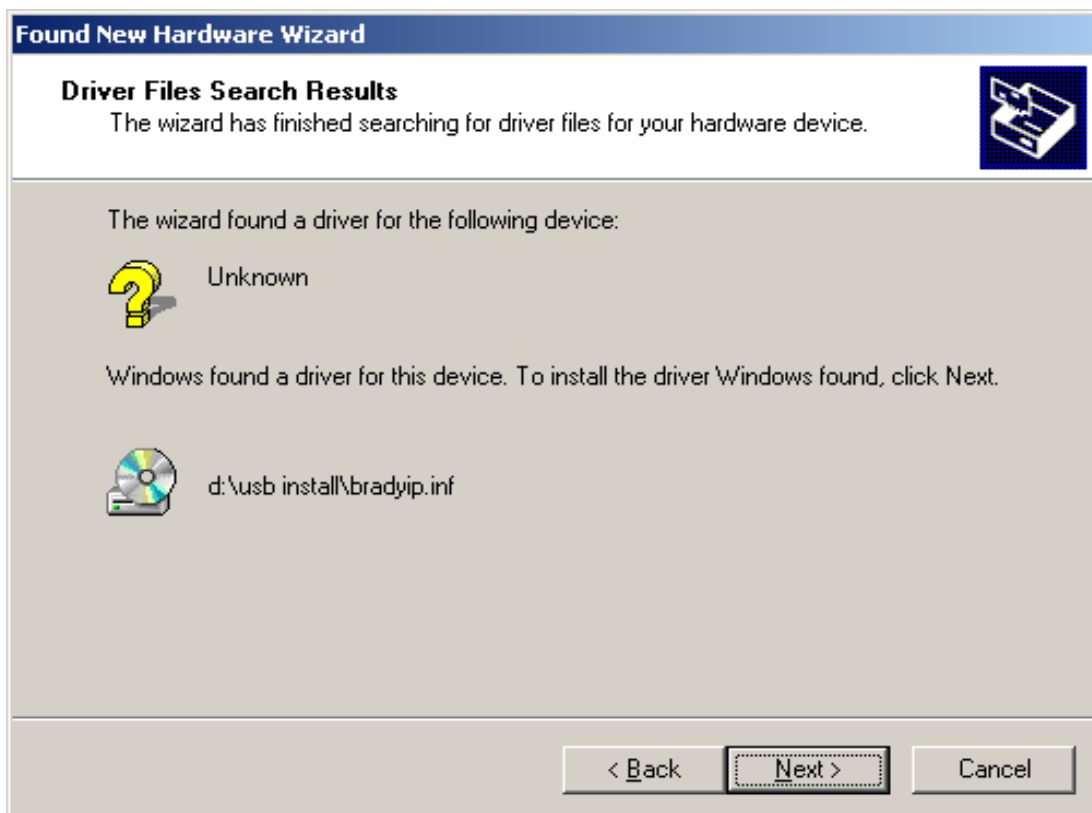 Found New Hardware Wizard
Driver Files Search Results
The wizard has finished searching for driver files for your hardware device.
The wizard found a driver for the following device:
Unknown
Windows found a driver for this device. To install the driver Windows found, click Next.
d:\usb install\bradyip.inf
< Back Next > Cancel